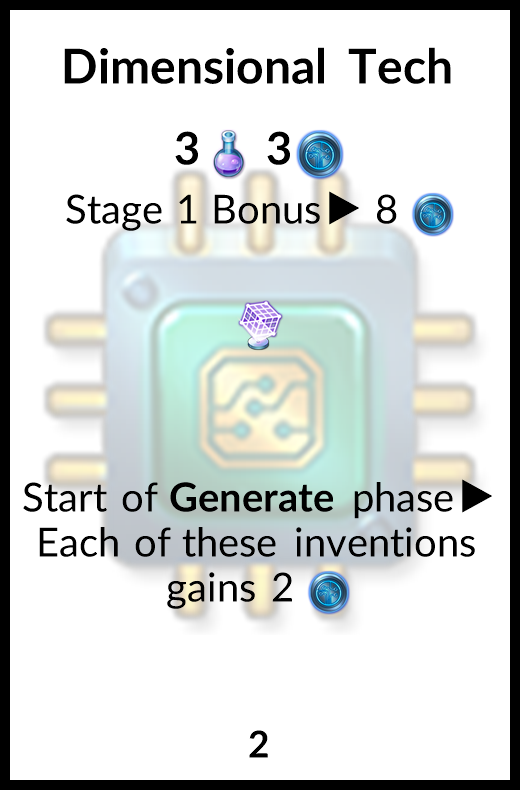 Dimensional Tech
3 3
Stage 1 Bonus▶ 8
Start of Generate phase▶
Each of these inventions
gains 2
2